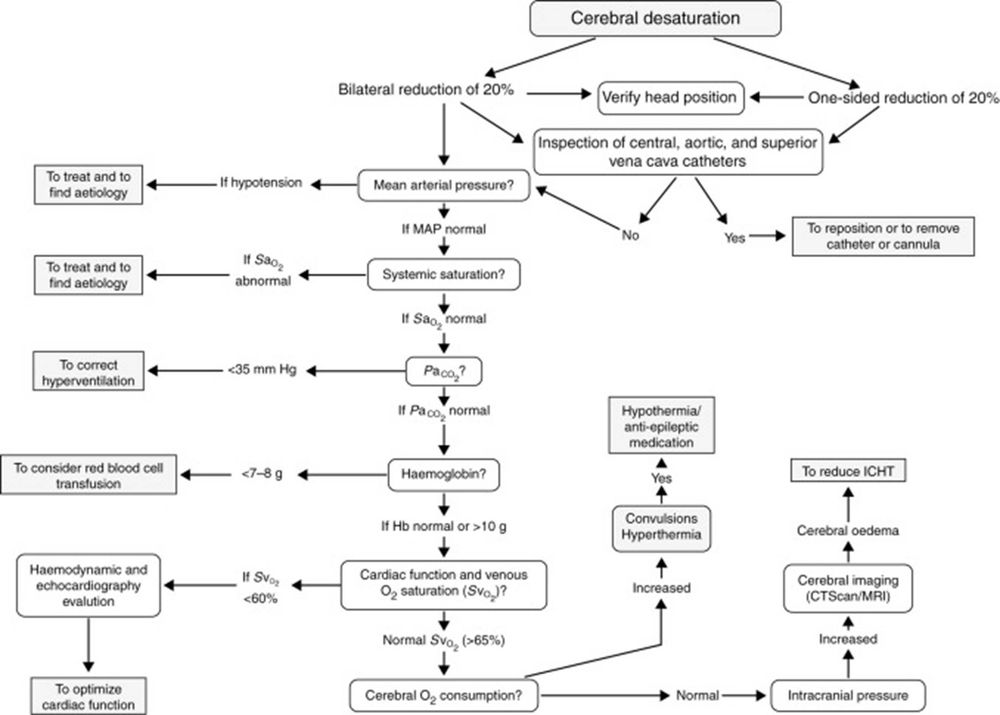 Cerebral desaturation
Bilateral reduction of 20%
Verify head position
One-sided reduction of 20%
Inspection of central, aortic, and superior
vena cava catheters
To treat and to
find aetiology
If hypotension
Mean arterial pressure?
No
Yes
To reposition or to remove
catheter or cannula
If MAP normal
To treat and to
find aetiology
If SaO2
abnormal
Systemic saturation?
If SaO2 normal
To correct
hyperventilation
<35 mm Hg
PaCO2?
If PaCO2 normal
Hypothermia/
anti-epileptic
medication
To consider red blood cell
transfusion
<7–8 g
Haemoglobin?
Yes
To reduce ICHT
If Hb normal or >10 g
Convulsions
Hyperthermia
Cerebral oedema
Haemodynamic and
echocardiography
evalution
If SvO2
<60%
Cardiac function and venous
O2 saturation (SvO2)?
Increased
Cerebral imaging
(CTScan/MRI)
Normal SvO2 (>65%)
Increased
To optimize
cardiac function
Cerebral O2 consumption?
Normal
Intracranial pressure